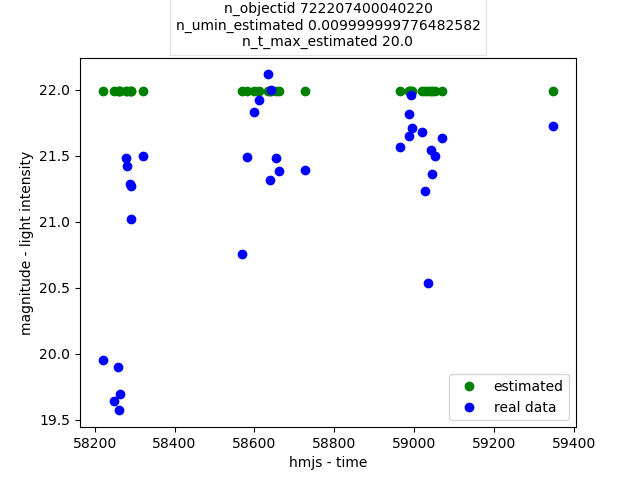 n_objectid 722207400040220
n_umin_estimated 0.009999999776482582
n_t_max_estimated 20.0
22.0
21.5
21.0
20.5
20.0
19.5
magnitude - light intensity
58200 58400 58600 58800 59000 59200 59400
hmjs - time
estimated
real data